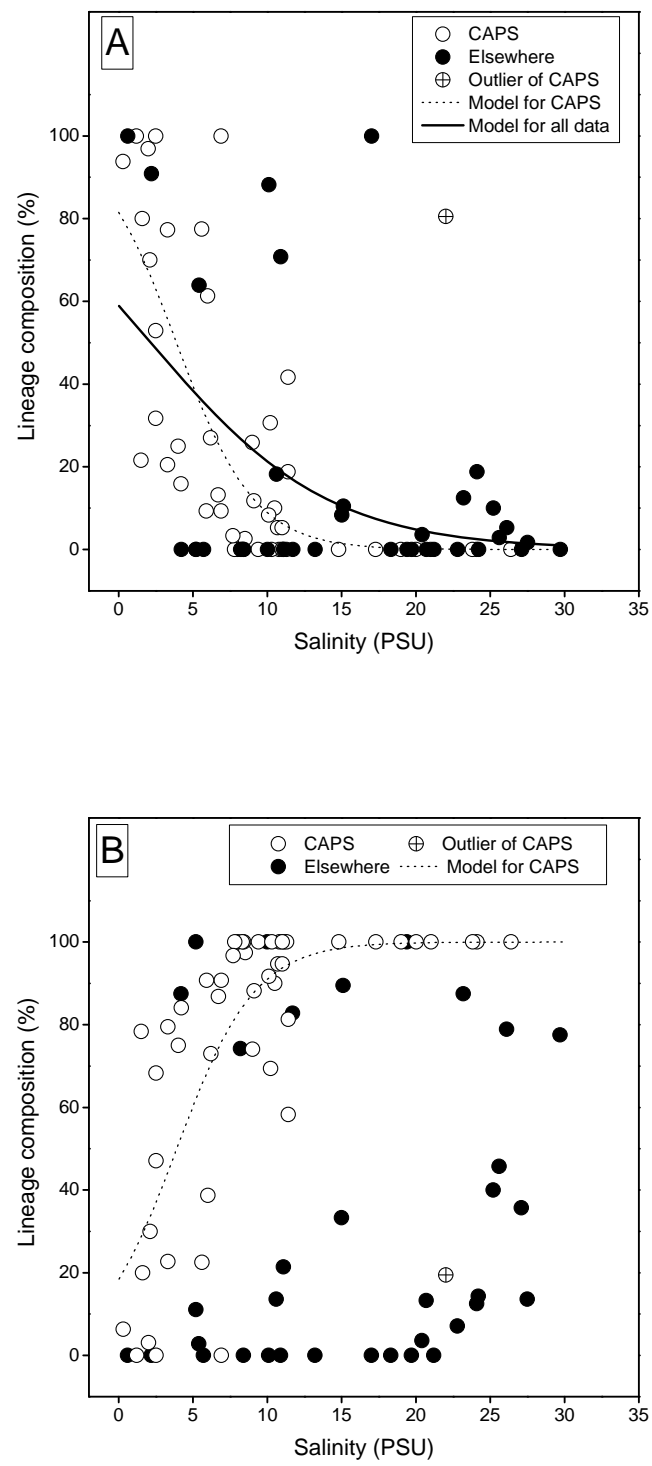 A
CAPS
Elsewhere
Outlier of CAPS
Model for CAPS
Model for all data
100
80
60
40
20
0
Lineage composition (%)
0 5 10 15 20 25 30 35
Salinity (PSU)
B
CAPS Outlier of CAPS
Elsewhere Model for CAPS
100
80
60
40
20
0
Lineage composition (%)
0 5 10 15 20 25 30 35
Salinity (PSU)